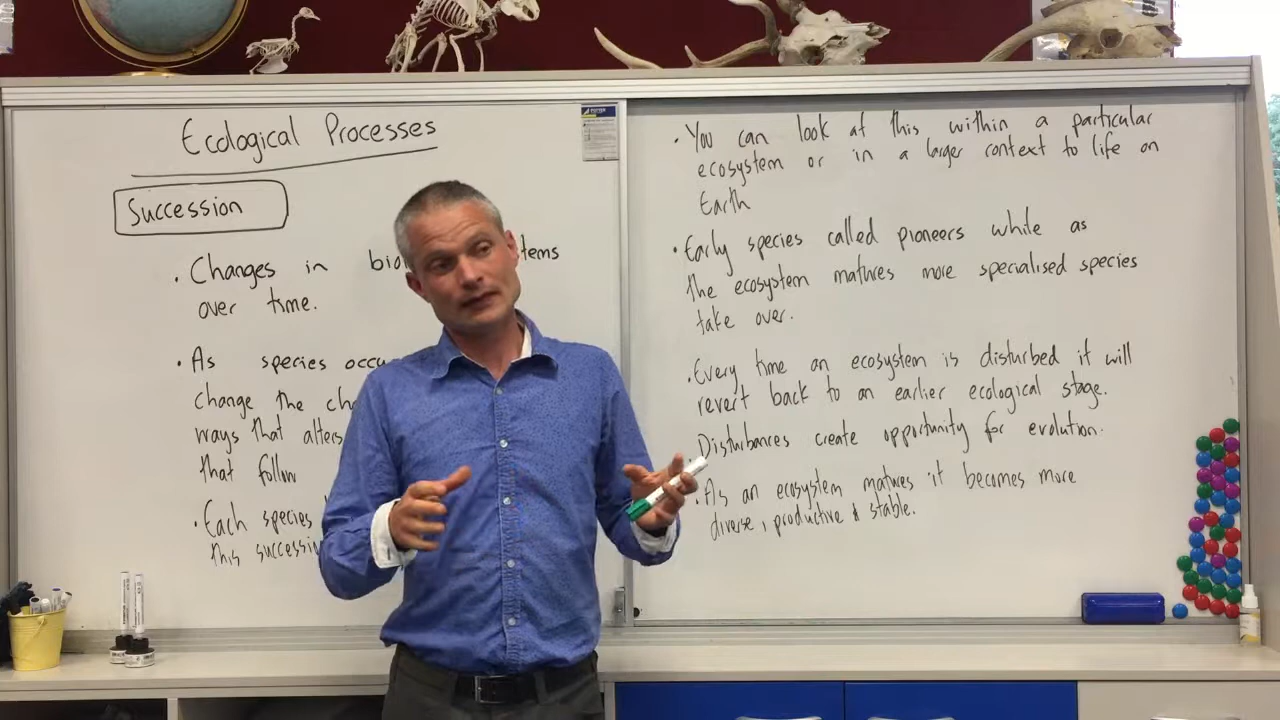 Ecological Processes
Succession
. Changes in
over time.
. As species
change the
ways that alters
that follow
. Each species
this
. You can look at this within a particular
ecosystem or in a larger context to life on
Earth
. Early species called pioneers while as
the ecosystem matures more specialised species
take over.
. Every time an ecosystem is disturbed it will
revert back to an earlier ecological stage.
. Disturbances create opportunity for evolution.
. As an ecosystem matures it becomes more
diverse, productive & stable.